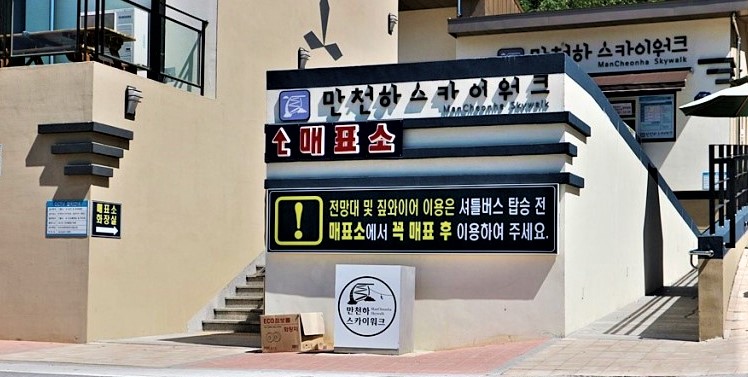 만천하 스카이워크
ManCheonha Skywalk
만천하 스카이워크
ManCheonha Skywalk
매표소
전망대 및 짚와이어 이용은 셔틀버스 탑승 전
매표소에서 꼭 매표 후 이용하여 주세요.
매표소
화장실
만천하
스카이워크
ManCheonha
Skywalk
ECO